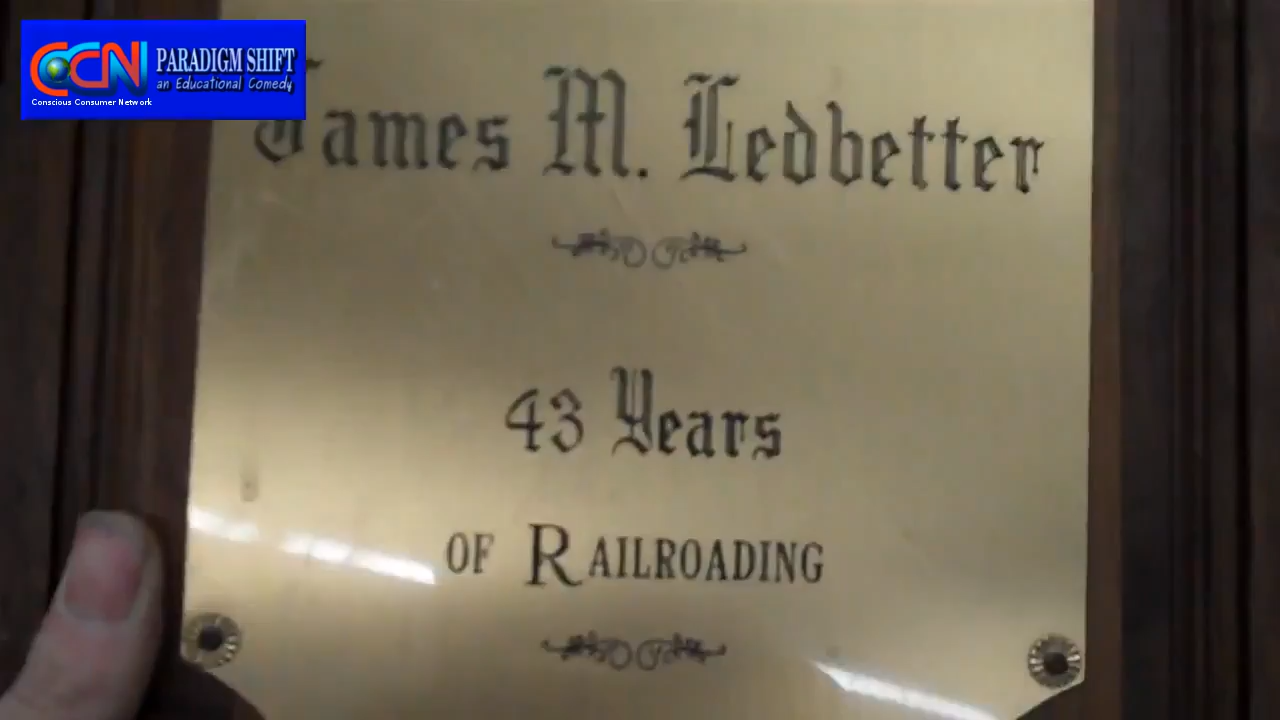 CCN PARADIGM SHIFT
an Educational Comedy
Conscious Consumer Network
James M. Ledbetter
43 Years
OF RAILROADING